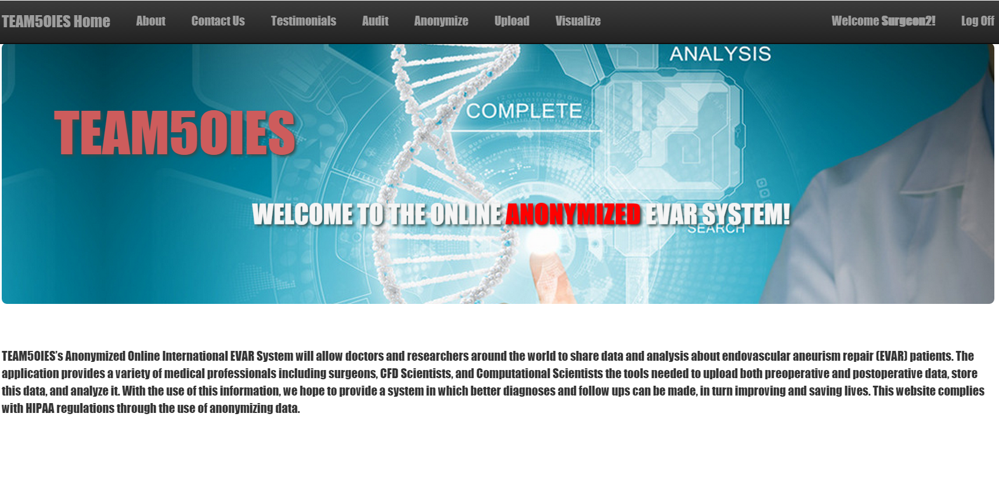 TEAM5OIES Home About Contact Us Testimonials Audit Anonymize Upload Visualize Welcome Surgeon2! Log Off
ANALYSIS
COMPLETE
TEAM5OIES
WELCOME TO THE ONLINE ANONYMIZED EVAR SYSTEM!
SEARCH
TEAM5OIES's Anonymized Online International EVAR System will allow doctors and researchers around the world to share data and analysis about endovascular aneurism repair (EVAR) patients. The
application provides a variety of medical professionals including surgeons, CFD Scientists, and Computational Scientists the tools needed to upload both preoperative and postoperative data, store
this data, and analyze it. With the use of this information, we hope to provide a system in which better diagnoses and follow ups can be made, in turn improving and saving lives. This website complies
with HIPAA regulations through the use of anonymizing data.